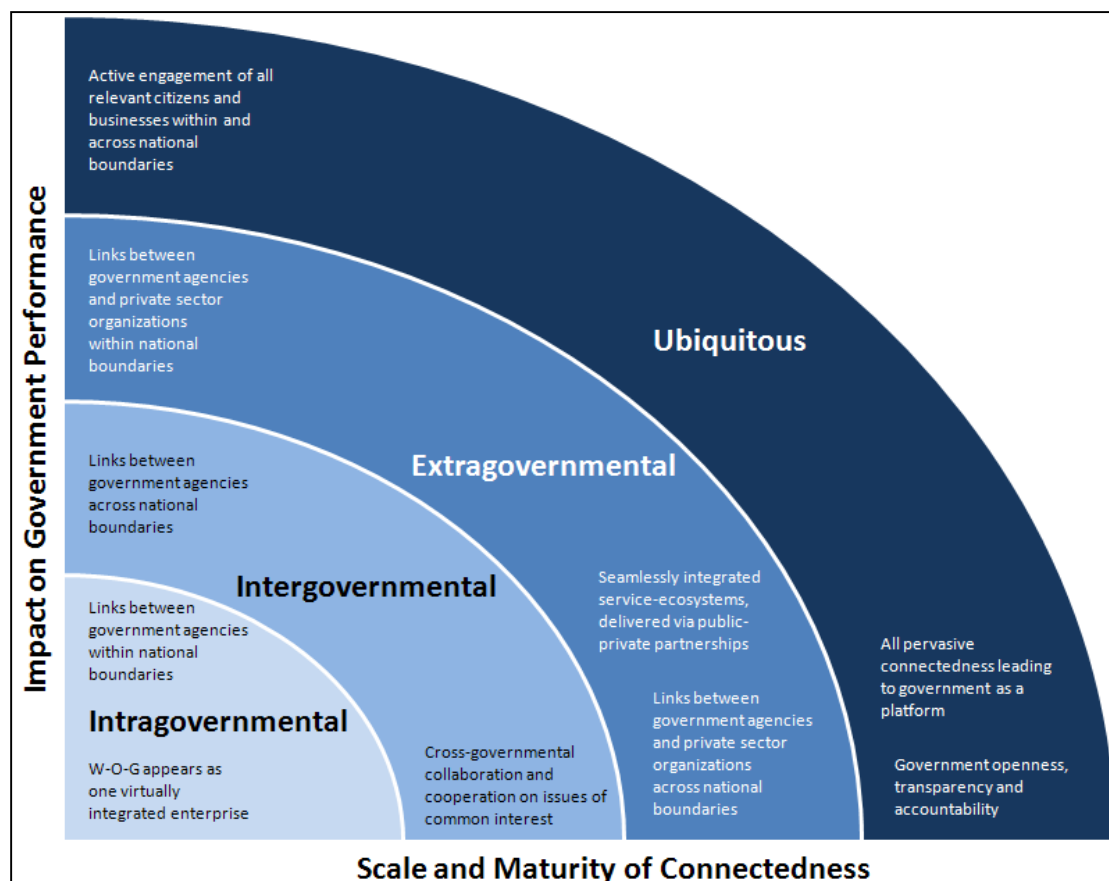 Impact on Government Performance
Active engagement of all
relevant citizens and
businesses within and
across national
boundaries
Links between
government agencies
and private sector
organizations
within national
boundaries
Ubiquitous
Links between
government agencies
across national
boundaries
Extragovernmental
Intergovernmental
Seamlessly integrated
service-ecosystems,
delivered via public-
private partnerships
Links between
government agencies
within national
boundaries
All pervasive
connectedness leading
to government as a
platform
Intragovernmental
Links between
government agencies
and private sector
organizations
across national
boundaries
W-O-G appears as
one virtually
integrated enterprise
Cross-governmental
collaboration and
cooperation on issues of
common interest
Government openness,
transparency and
accountability
Scale and Maturity of Connectedness